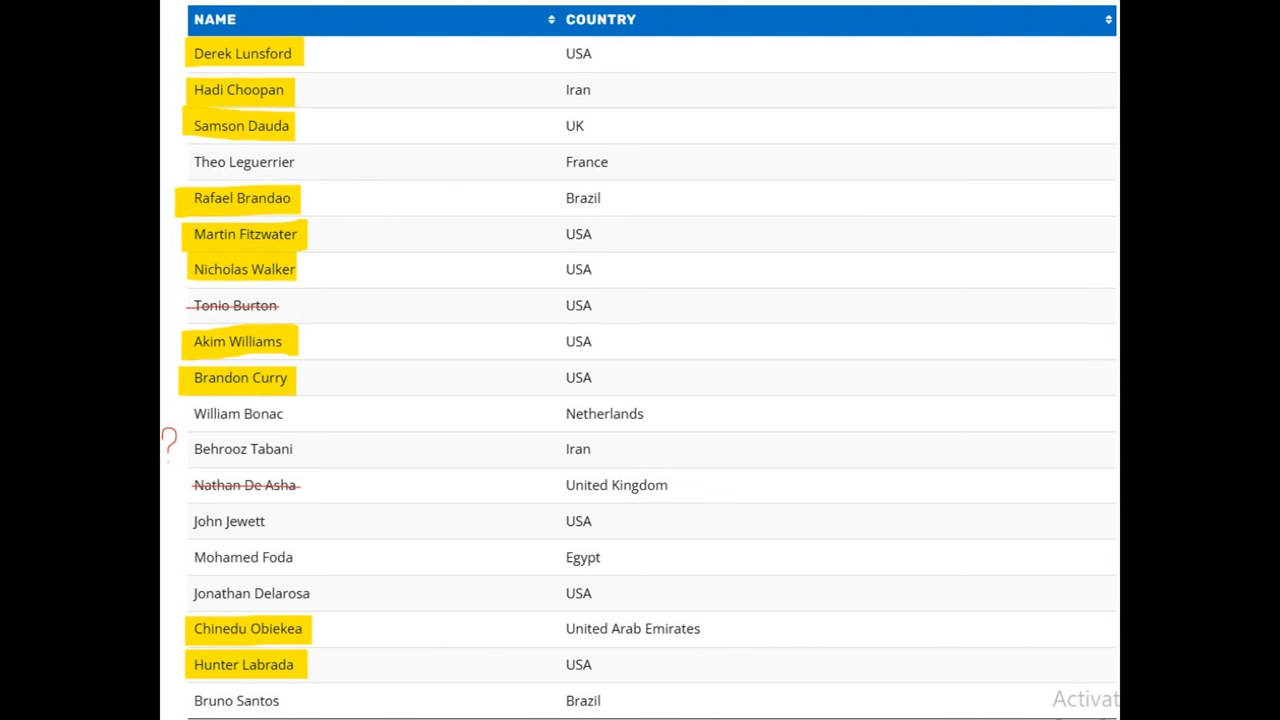 NAME COUNTRY
Derek Lunsford USA
Hadi Choopan Iran
Samson Dauda UK
Theo Leguerrier France
Rafael Brandao Brazil
Martin Fitzwater USA
Nicholas Walker USA
Tonio Burton USA
Akim Williams USA
Brandon Curry USA
William Bonac Netherlands
?
Behrooz Tabani Iran
Nathan De Asha United Kingdom
John Jewett USA
Mohamed Foda Egypt
Jonathan Delarosa USA
Chinedu Obiekea United Arab Emirates
Hunter Labrada USA
Bruno Santos Brazil
Activat